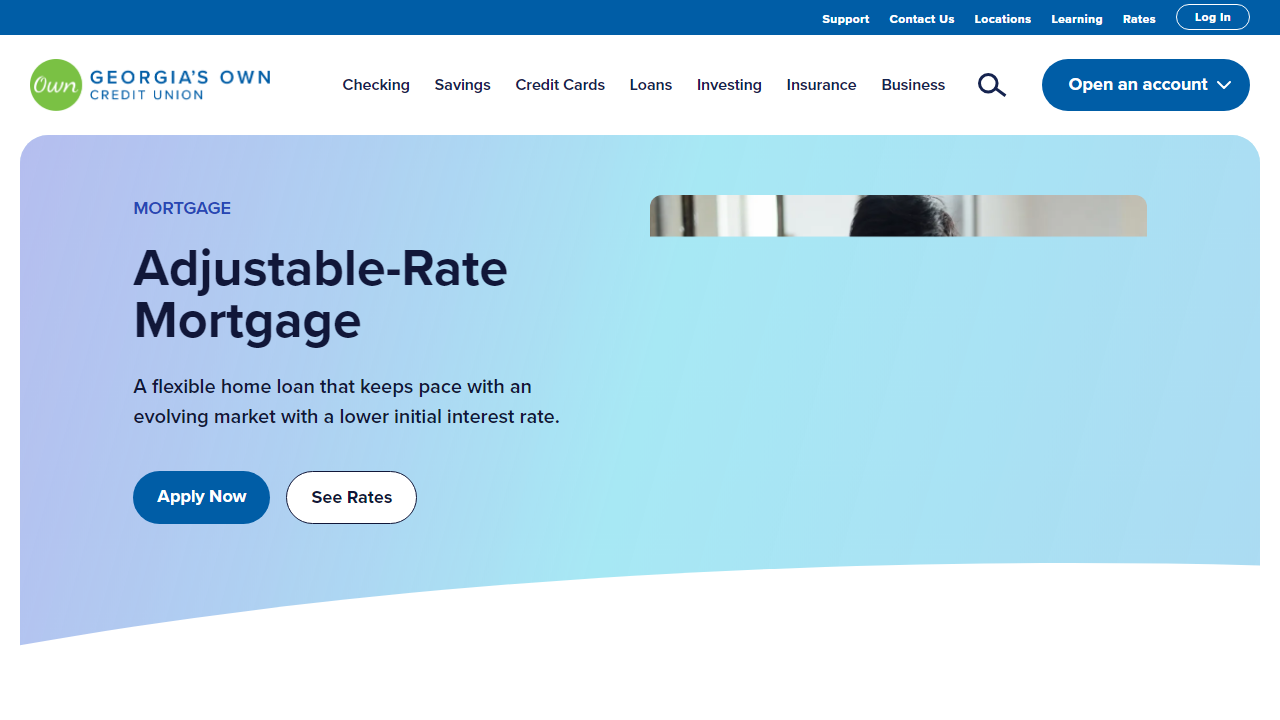 Support Contact Us Locations Learning Rates Log In
Own GEORGIA'S OWN
CREDIT UNION
Checking Savings Credit Cards Loans Investing Insurance Business Open an account
MORTGAGE
Adjustable-Rate
Mortgage
A flexible home loan that keeps pace with an
evolving market with a lower initial interest rate.
Apply Now See Rates